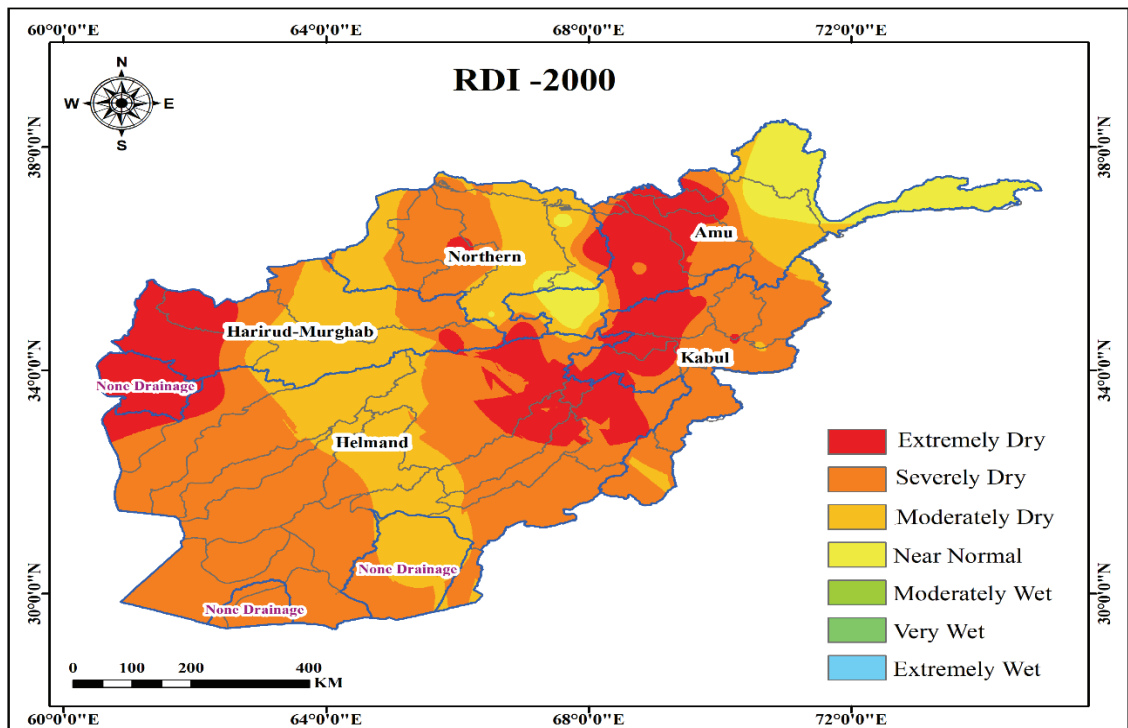 60°0'0"E 64°0'0"E 68°0'0"E 72°0'0"E
RDI -2000
N
W E
S
38°0'0"N 38°0'0"N
34°0'0"N 34°0'0"N
30°0'0"N 30°0'0"N
Amu
Northern
Harirud-Murghab
Kabul
None Drainage
Helmand
None Drainage
None Drainage
Extremely Dry
Severely Dry
Moderately Dry
Near Normal
Moderately Wet
Very Wet
Extremely Wet
0 100 200 400
KM
60°0'0"E 64°0'0"E 68°0'0"E 72°0'0"E